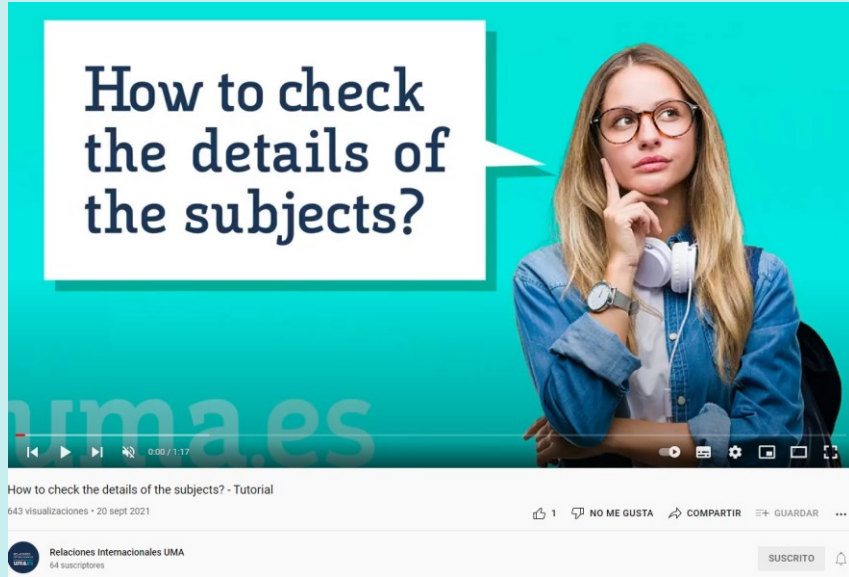 How to check
the details of
the subjects?
uma.es
0:00 / 1:17
How to check the details of the subjects? - Tutorial
643 visualizaciones • 20 sept 2021
1
NO ME GUSTA
COMPARTIR
GUARDAR
Relaciones Internacionales UMA
64 suscriptores
SUSCRITO